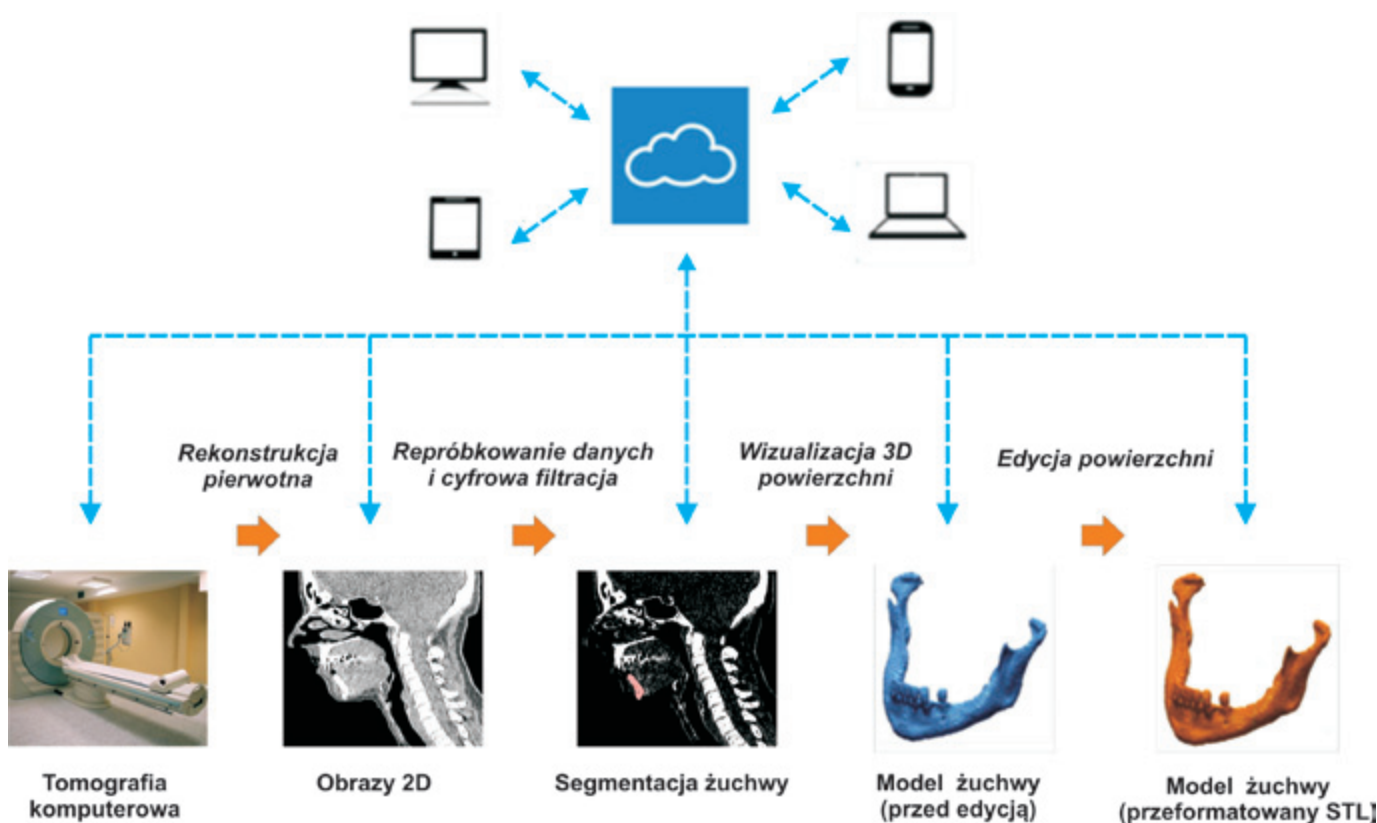 Rekonstrukcja
pierwotna
Repróbkowanie danych
i cyfrowa filtracja
Wizualizacja 3D
powierzchni
Edycja powierzchni
Tomografia
komputerowa
Obrazy 2D
Segmentacja żuchwy
Model żuchwy
(przed edycją)
Model żuchwy
(przeformatowany STL)